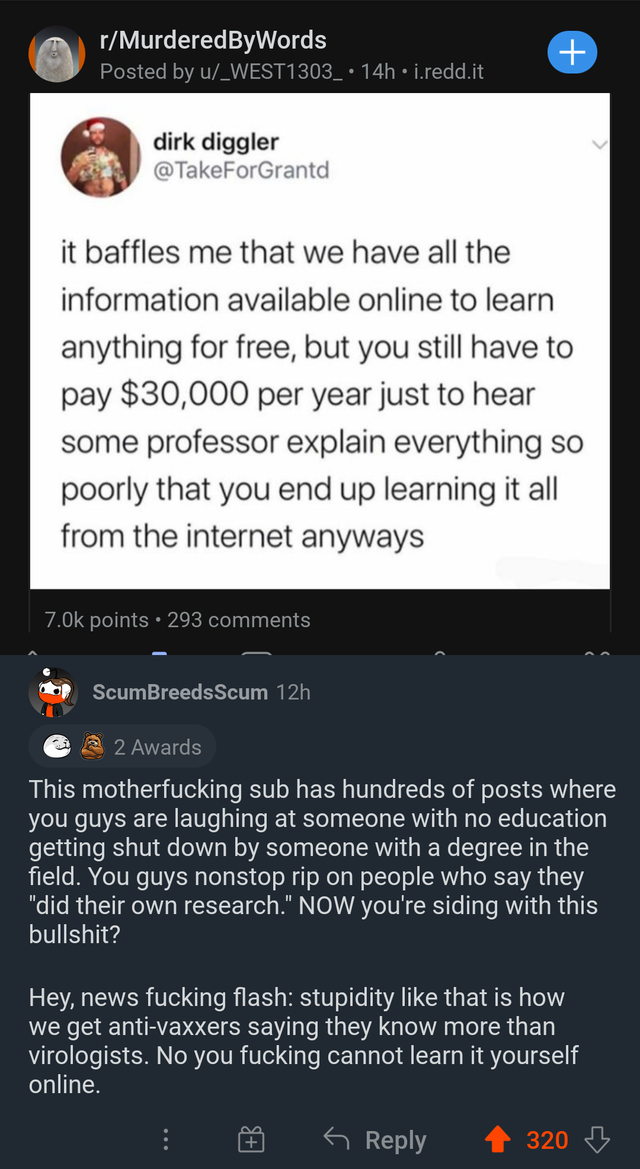 r/MurderedByWords
Posted by u/_WEST1303_ • 14h • i.redd.it
dirk diggler
@TakeForGrantd
it baffles me that we have all the
information available online to learn
anything for free, but you still have to
pay $30,000 per year just to hear
some professor explain everything so
poorly that you end up learning it all
from the internet anyways
7.0k points • 293 comments
ScumBreedsScum 12h
2 Awards
This motherfucking sub has hundreds of posts where
you guys are laughing at someone with no education
getting shut down by someone with a degree in the
field. You guys nonstop rip on people who say they
"did their own research." NOW you're siding with this
bullshit?
Hey, news fucking flash: stupidity like that is how
we get anti-vaxxers saying they know more than
virologists. No you fucking cannot learn it yourself
online.
Reply 320